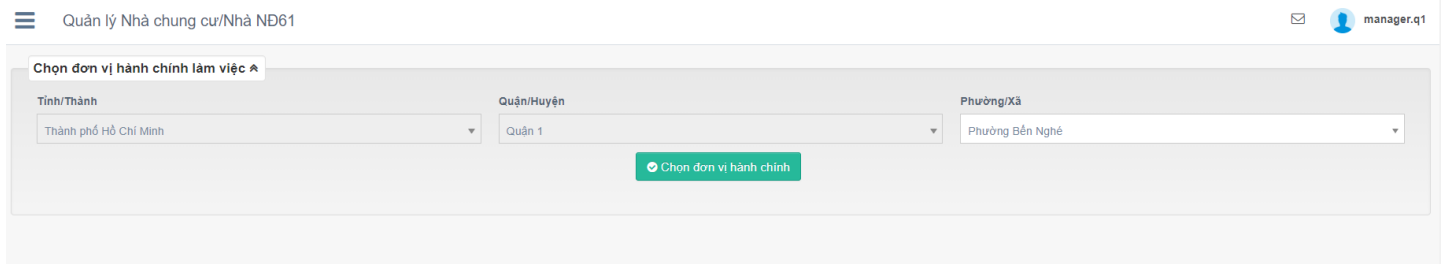 Quản lý Nhà chung cư/Nhà NĐ61
manager.q1
Chọn đơn vị hành chính làm việc
Tỉnh/Thành
Quận/Huyện
Phường/Xã
Thành phố Hồ Chí Minh
Quận 1
Phường Bến Nghé
Chọn đơn vị hành chính